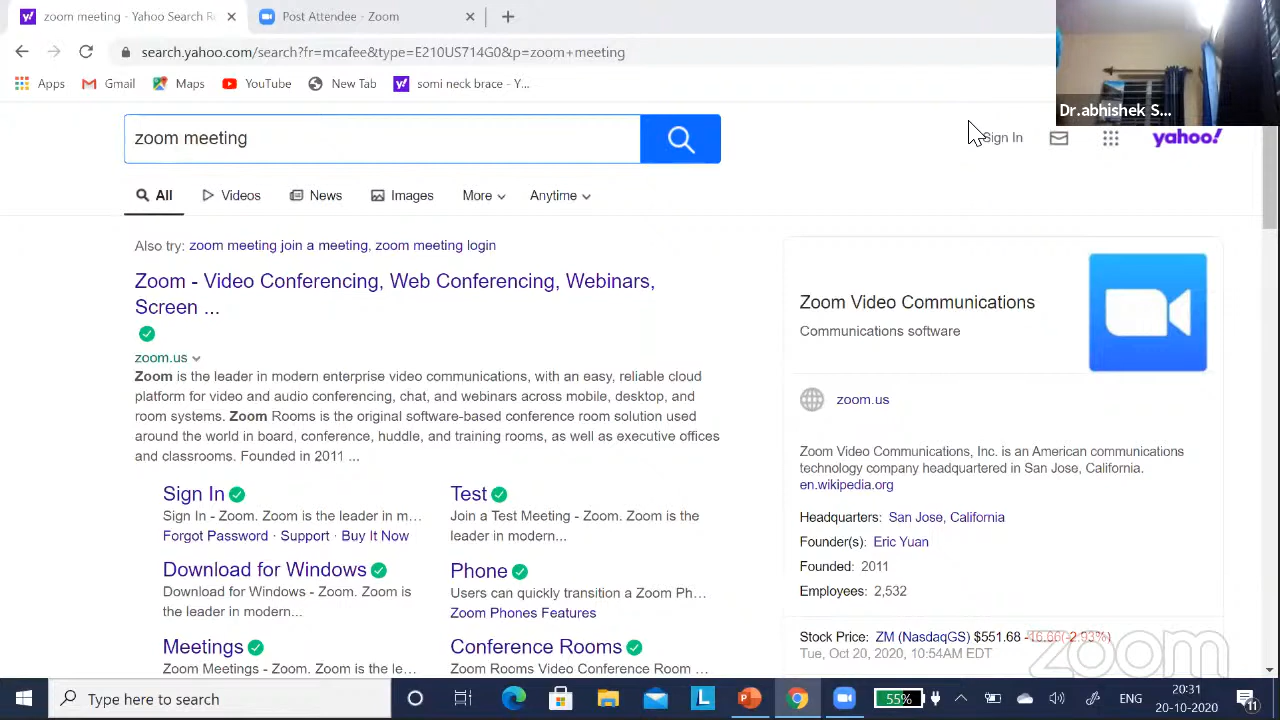 zoom meeting - Yahoo Search R
Post Attendee - Zoom
search.yahoo.com/search?fr=mcafee&type=E210US714G0&p=zoom+meeting
Apps
Gmail
Maps
YouTube
New Tab
somi neck brace - Y...
Dr.abhishek S...
zoom meeting
Sign In
yahoo!
All
Videos
News
Images
More
Anytime
Also try: zoom meeting join a meeting, zoom meeting login
Zoom - Video Conferencing, Web Conferencing, Webinars,
Screen ...
zoom.us
Zoom is the leader in modern enterprise video communications, with an easy, reliable cloud
platform for video and audio conferencing, chat, and webinars across mobile, desktop, and
room systems. Zoom Rooms is the original software-based conference room solution used
around the world in board, conference, huddle, and training rooms, as well as executive offices
and classrooms. Founded in 2011 ...
Sign In
Sign In - Zoom. Zoom is the leader in m...
Forgot Password · Support · Buy It Now
Test
Join a Test Meeting - Zoom. Zoom is the
leader in modern...
Download for Windows
Download for Windows - Zoom. Zoom is
the leader in modern...
Phone
Users can quickly transition a Zoom Ph...
Zoom Phones Features
Meetings
Zoom Meetings - Zoom. Zoom is the le...
Conference Rooms
Zoom Rooms Video Conference Room ...
Zoom Video Communications
Communications software
zoom.us
Zoom Video Communications, Inc. is an American communications
technology company headquartered in San Jose, California.
en.wikipedia.org
Headquarters: San Jose, California
Founder(s): Eric Yuan
Founded: 2011
Employees: 2,532
Stock Price: ZM (NasdaqGS) $551.68 -16.66(-2.93%)
Tue, Oct 20, 2020, 10:54AM EDT
zoom
Type here to search
55%
ENG
20:31
20-10-2020
11